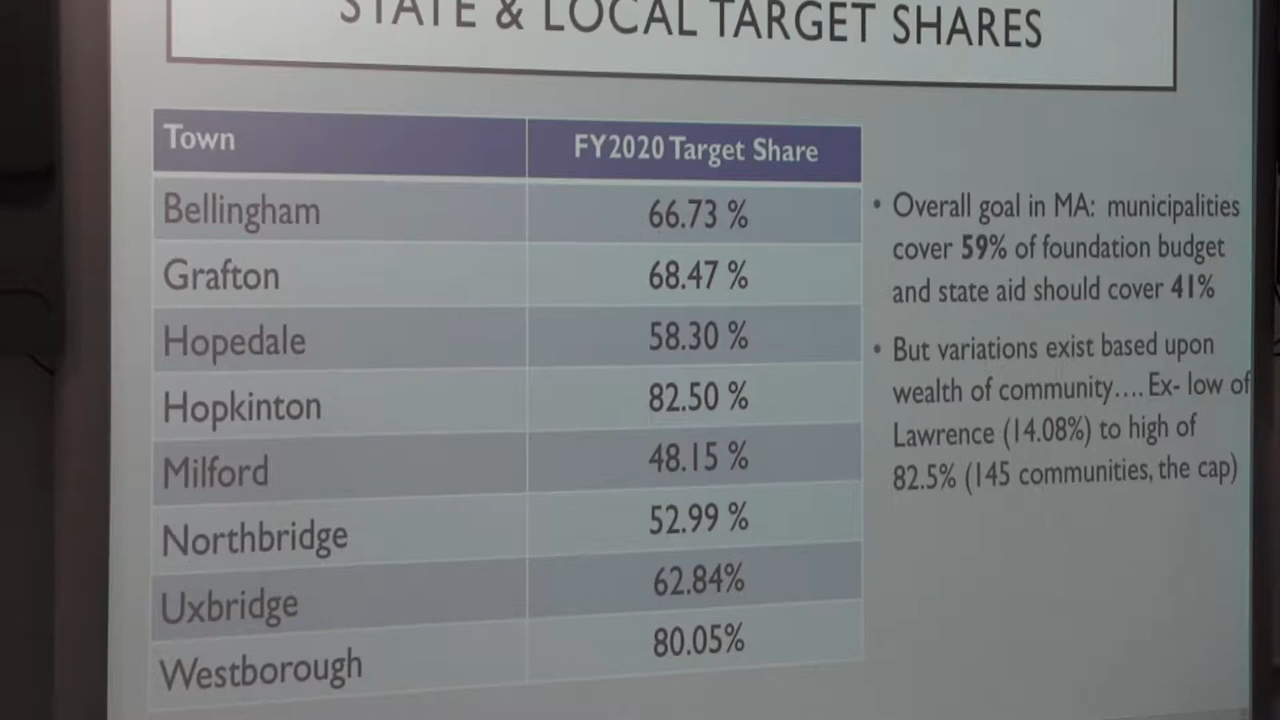 STATE & LOCAL TARGET SHARES
Town FY2020 Target Share
Bellingham 66.73 %
Grafton 68.47 %
Hopedale 58.30 %
Hopkinton 82.50 %
Milford 48.15 %
Northbridge 52.99 %
Uxbridge 62.84%
Westborough 80.05%
• Overall goal in MA: municipalities
cover 59% of foundation budget
and state aid should cover 41%
• But variations exist based upon
wealth of community.... Ex- low of
Lawrence (14.08%) to high of
82.5% (145 communities, the cap)